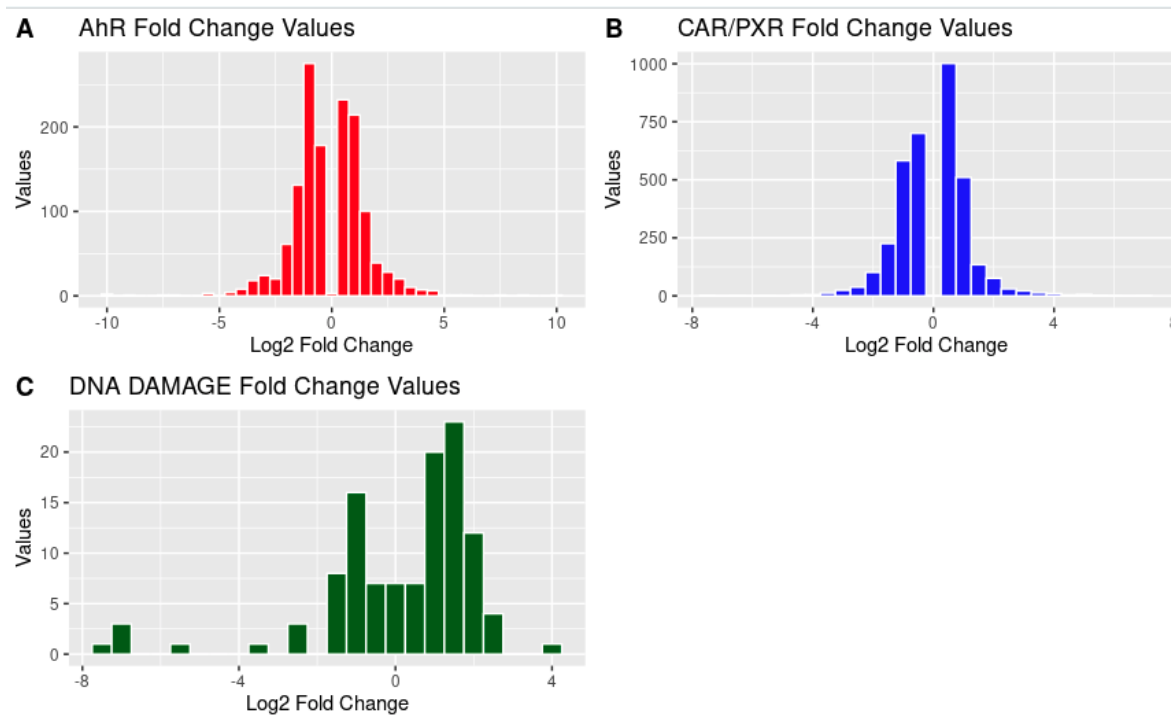 A AhR Fold Change Values
200
100
0
-10 -5 0 5 10
Values
Log2 Fold Change
B CAR/PXR Fold Change Values
1000
750
500
250
0
-8 -4 0 4
Values
Log2 Fold Change
C DNA DAMAGE Fold Change Values
20
15
10
5
0
-8 -4 0 4
Values
Log2 Fold Change